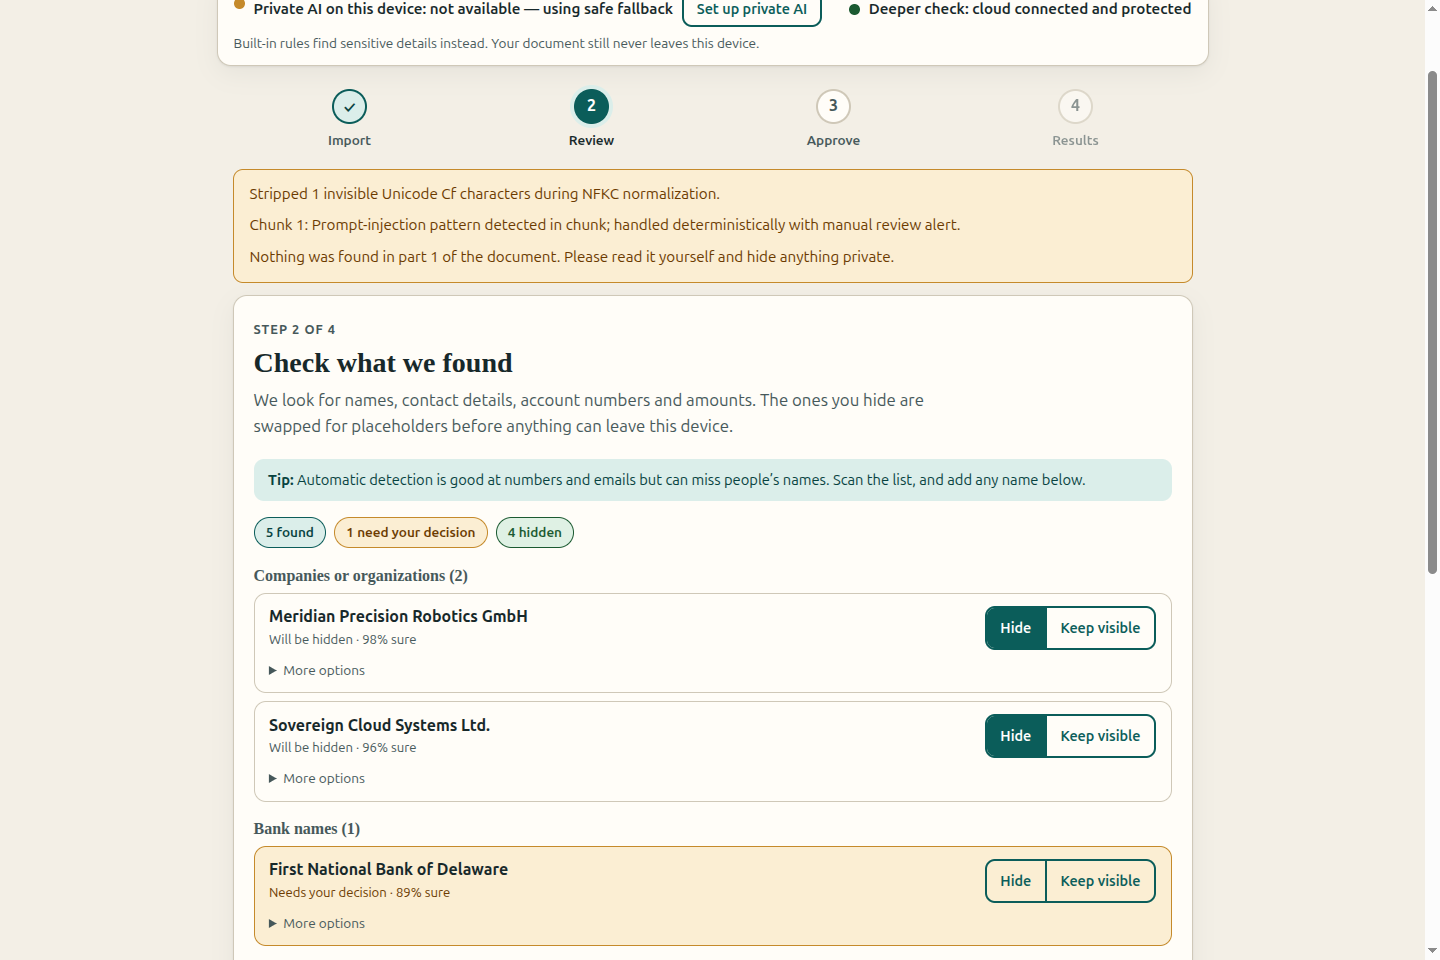 Private AI on this device: not available — using safe fallback
Set up private AI
Deeper check: cloud connected and protected
Built-in rules find sensitive details instead. Your document still never leaves this device.
2
3
4
Import
Review
Approve
Results
Stripped 1 invisible Unicode Cf characters during NFKC normalization.
Chunk 1: Prompt-injection pattern detected in chunk; handled deterministically with manual review alert.
Nothing was found in part 1 of the document. Please read it yourself and hide anything private.
STEP 2 OF 4
Check what we found
We look for names, contact details, account numbers and amounts. The ones you hide are
swapped for placeholders before anything can leave this device.
Tip: Automatic detection is good at numbers and emails but can miss people’s names. Scan the list, and add any name below.
5 found
1 need your decision
4 hidden
Companies or organizations (2)
Meridian Precision Robotics GmbH
Will be hidden · 98% sure
More options
Hide
Keep visible
Sovereign Cloud Systems Ltd.
Will be hidden · 96% sure
More options
Hide
Keep visible
Bank names (1)
First National Bank of Delaware
Needs your decision · 89% sure
More options
Hide
Keep visible